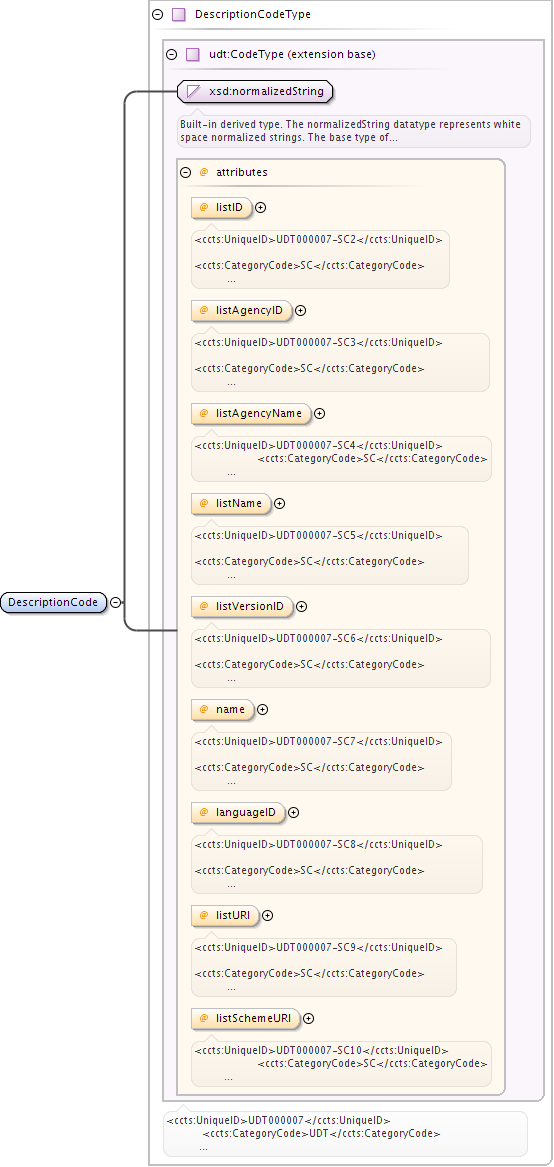 DescriptionCodeType
udt:CodeType (extension base)
xsd:normalizedString
Built-in derived type. The normalizedString datatype represents white
space normalized strings. The base type of...
@ attributes
@ listID
<ccts:UniqueID>UDT000007-SC2</ccts:UniqueID>
<ccts:CategoryCode>SC</ccts:CategoryCode>
...
@ listAgencyID
<ccts:UniqueID>UDT000007-SC3</ccts:UniqueID>
<ccts:CategoryCode>SC</ccts:CategoryCode>
...
@ listAgencyName
<ccts:UniqueID>UDT000007-SC4</ccts:UniqueID>
<ccts:CategoryCode>SC</ccts:CategoryCode>
...
@ listName
<ccts:UniqueID>UDT000007-SC5</ccts:UniqueID>
<ccts:CategoryCode>SC</ccts:CategoryCode>
...
DescriptionCode
@ listVersionID
<ccts:UniqueID>UDT000007-SC6</ccts:UniqueID>
<ccts:CategoryCode>SC</ccts:CategoryCode>
...
@ name
<ccts:UniqueID>UDT000007-SC7</ccts:UniqueID>
<ccts:CategoryCode>SC</ccts:CategoryCode>
...
@ languageID
<ccts:UniqueID>UDT000007-SC8</ccts:UniqueID>
<ccts:CategoryCode>SC</ccts:CategoryCode>
...
@ listURI
<ccts:UniqueID>UDT000007-SC9</ccts:UniqueID>
<ccts:CategoryCode>SC</ccts:CategoryCode>
...
@ listSchemeURI
<ccts:UniqueID>UDT000007-SC10</ccts:UniqueID>
<ccts:CategoryCode>SC</ccts:CategoryCode>
...
<ccts:UniqueID>UDT000007</ccts:UniqueID>
<ccts:CategoryCode>UDT</ccts:CategoryCode>
...